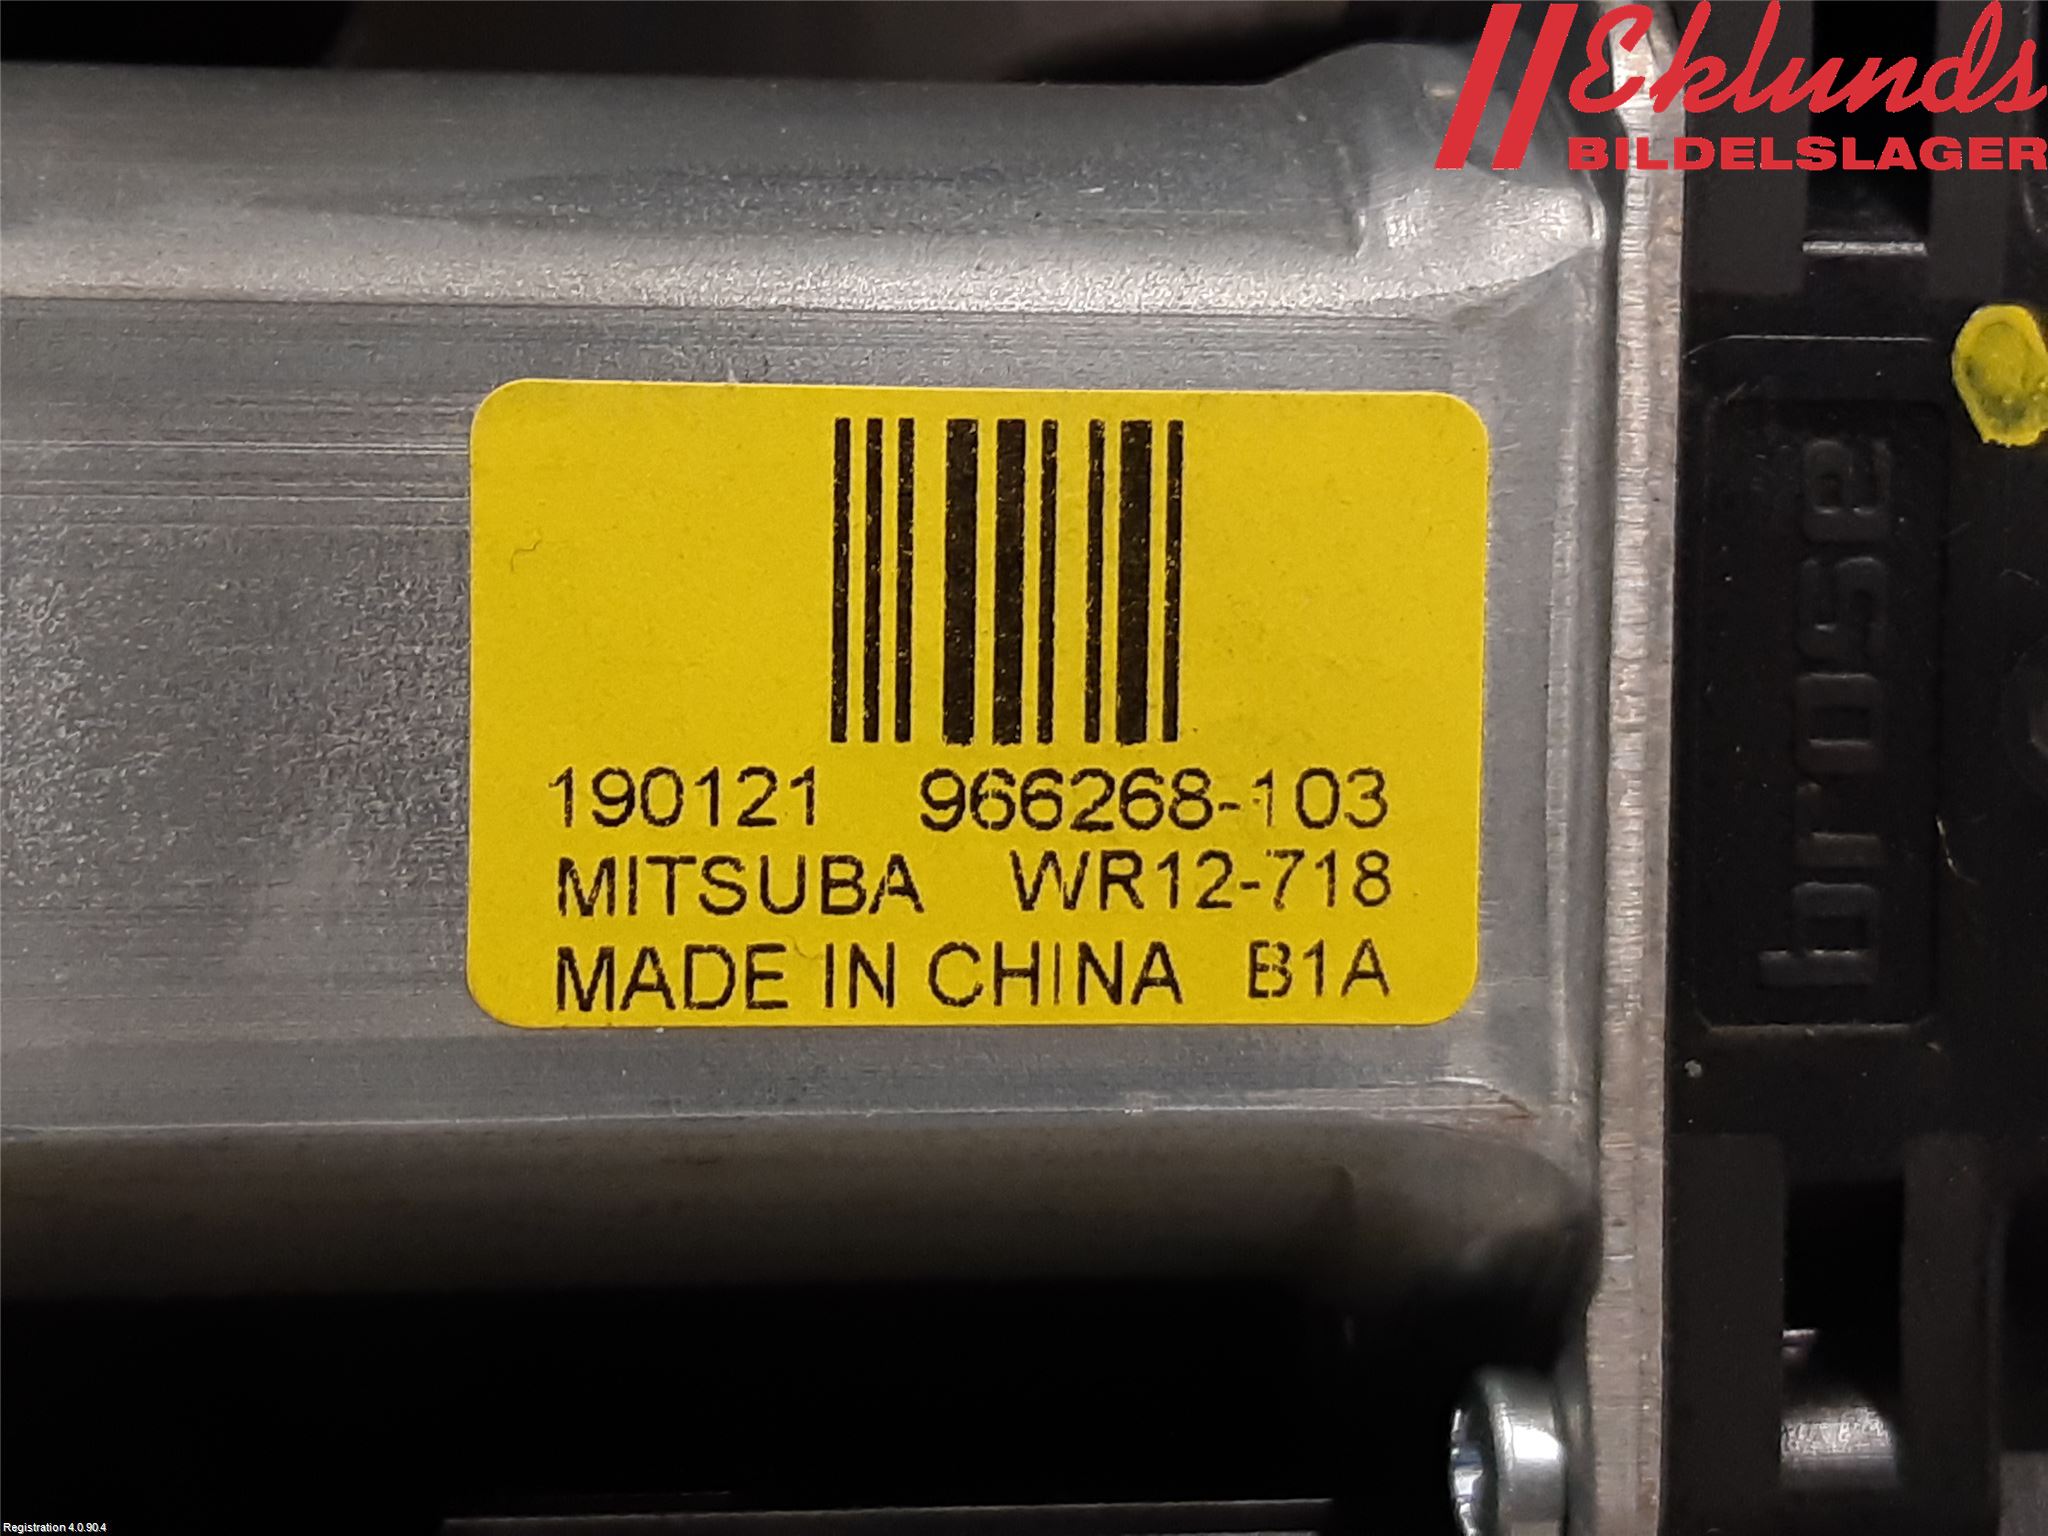 Eklunds
BILDELSLAGER
190121 966268-103
MITSUBA WR12-718
MADE IN CHINA B1A
brose
Registration 4.0.90.4